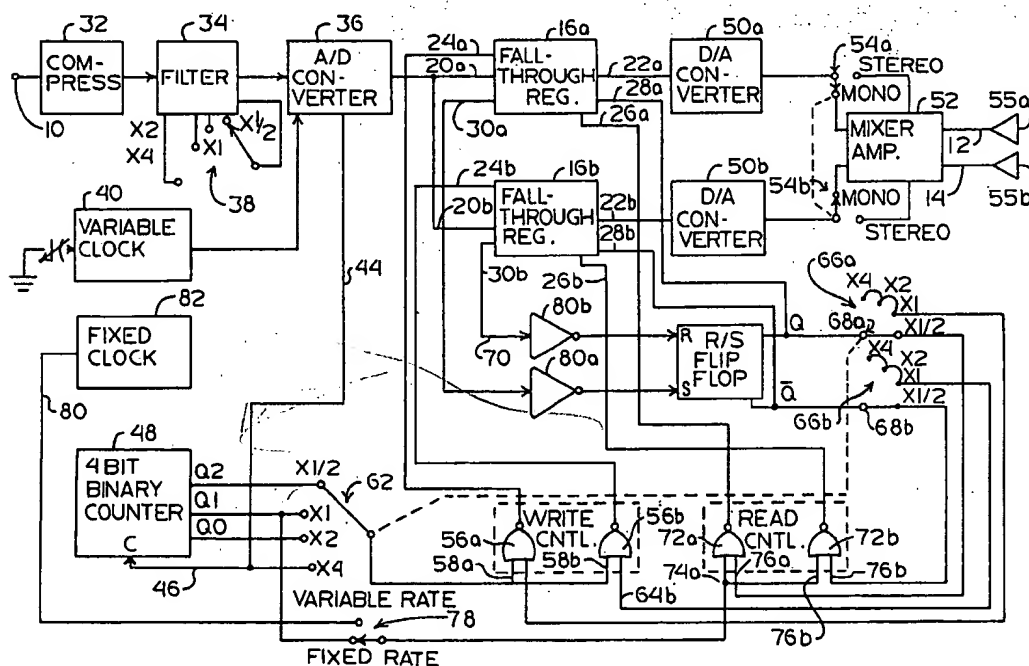 32
COM-
PRESS
10
34
FILTER
X2
X4
X1
X1/2
38
36
A/D
CON-
VERTER
40
VARIABLE
CLOCK
44
82
FIXED
CLOCK
80
48
4 BIT
BINARY
COUNTER
C
Q2
Q1
Q0
46
X1/2
X1
X2
X4
62
VARIABLE RATE
78
FIXED RATE
24a
20a
30a
16a
FALL-
THROUGH
REG.
22a
28a
26a
24b
20b
30b
16b
FALL-
THROUGH
REG.
22b
28b
26b
50a
D/A
CONVERTER
50b
D/A
CON-
VERTER
54a
STEREO
MONO
52
MIXER
AMP.
12
14
55a
55b
54b
MONO
STEREO
70
80b
80a
R
S
R/S
FLIP
FLOP
Q
Q̅
66a
X4
X2
X1
X1/2
68a
X4
X2
X1
X1/2
66b
68b
WRITE
CNTL.
56a
56b
58a
58b
64b
READ
CNTL.
72a
72b
74a
76a
76b
76b